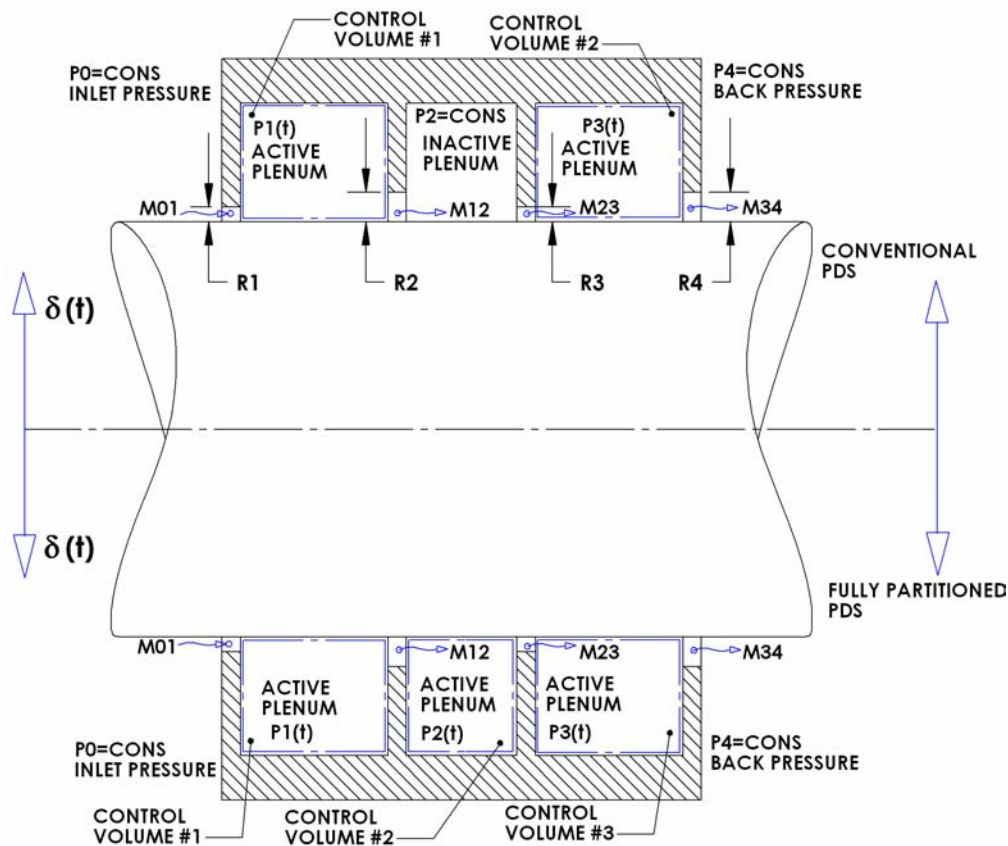 CONTROL
VOLUME #1
CONTROL
VOLUME #2
P0=CONS
INLET PRESSURE
P4=CONS
BACK PRESSURE
P1(t)
ACTIVE
PLENUM
P2=CONS
INACTIVE
PLENUM
P3(t)
ACTIVE
PLENUM
M01
M12
M23
M34
R1
R2
R3
R4
CONVENTIONAL
PDS
δ(t)
δ(t)
FULLY PARTITIONED
PDS
M01
M12
M23
M34
ACTIVE
PLENUM
P1(t)
ACTIVE
PLENUM
P2(t)
ACTIVE
PLENUM
P3(t)
P0=CONS
INLET PRESSURE
P4=CONS
BACK PRESSURE
CONTROL
VOLUME #1
CONTROL
VOLUME #2
CONTROL
VOLUME #3